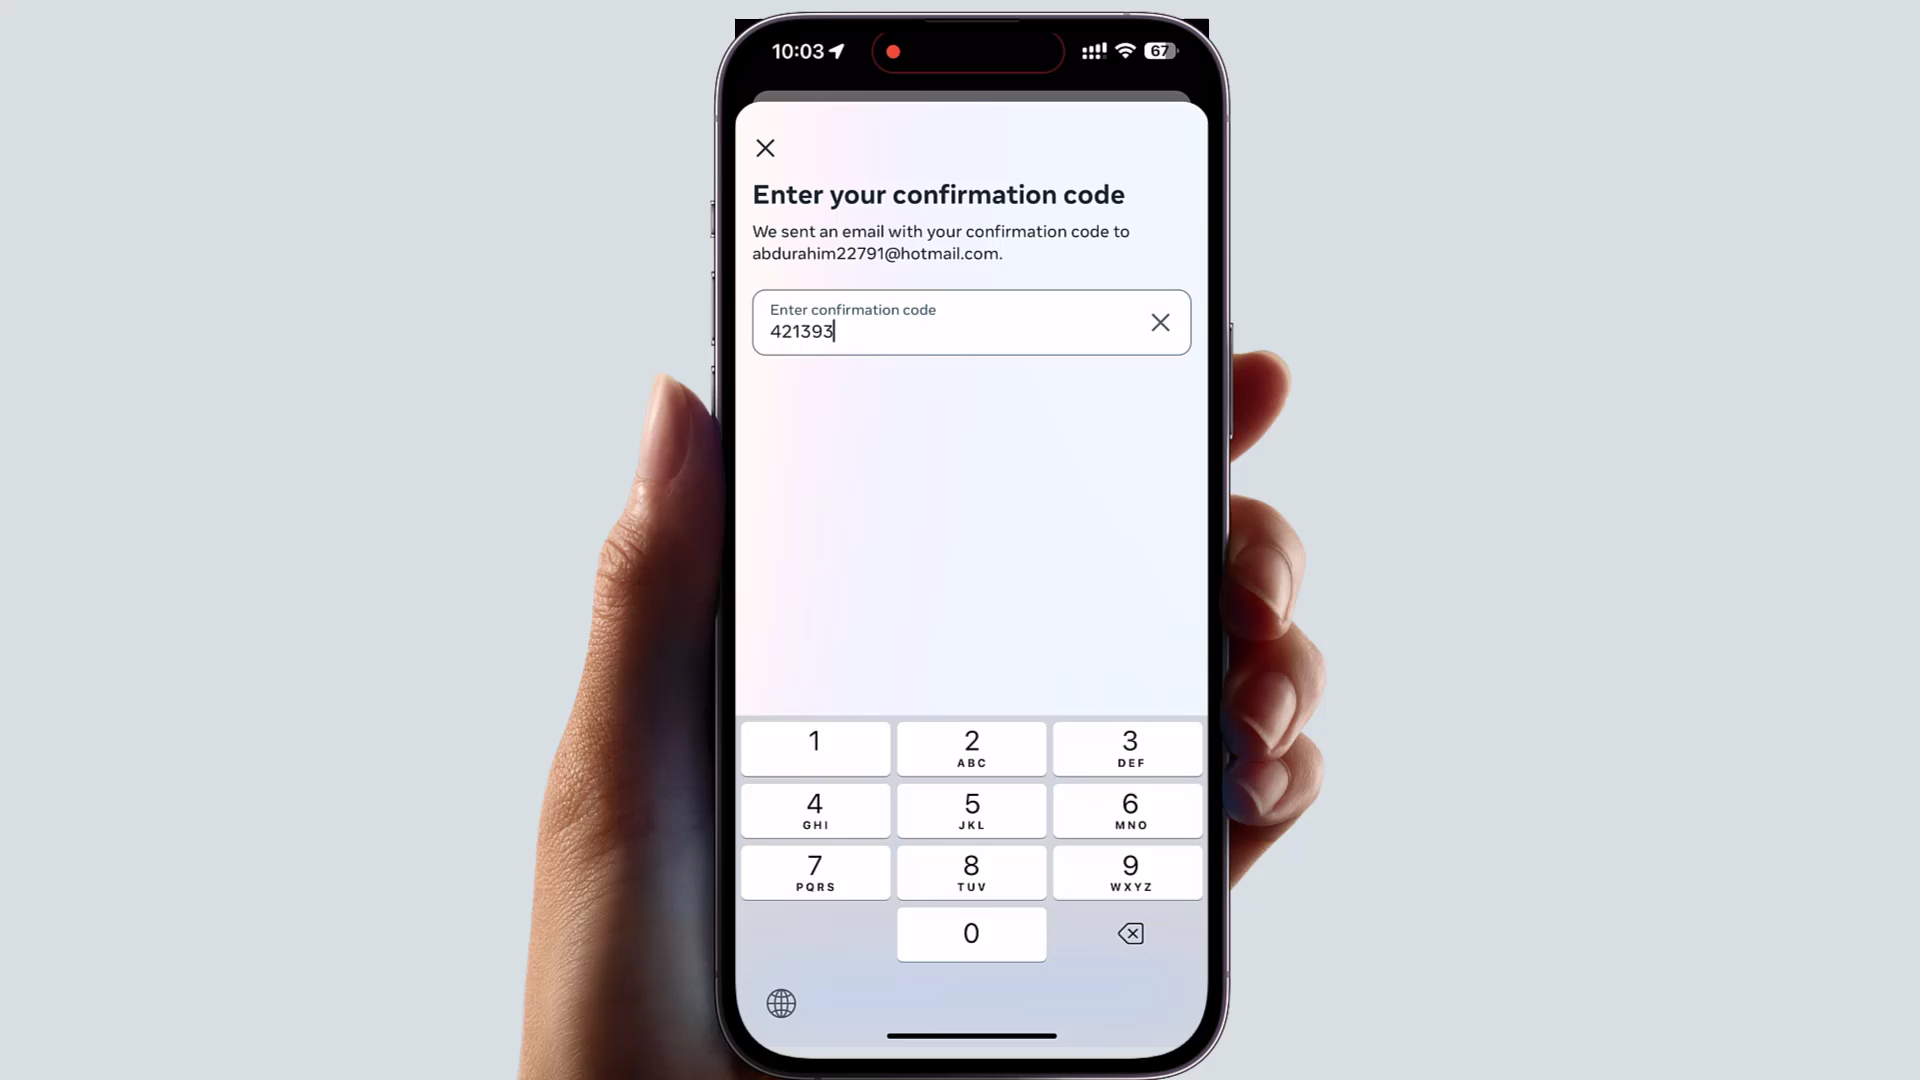 10:03
67
Enter your confirmation code
We sent an email with your confirmation code to
abdurahim22791@hotmail.com.
Enter confirmation code
421393
1
2
3
ABC
DEF
4
5
6
GHI
JKL
MNO
7
8
9
PQRS
TUV
WXYZ
0